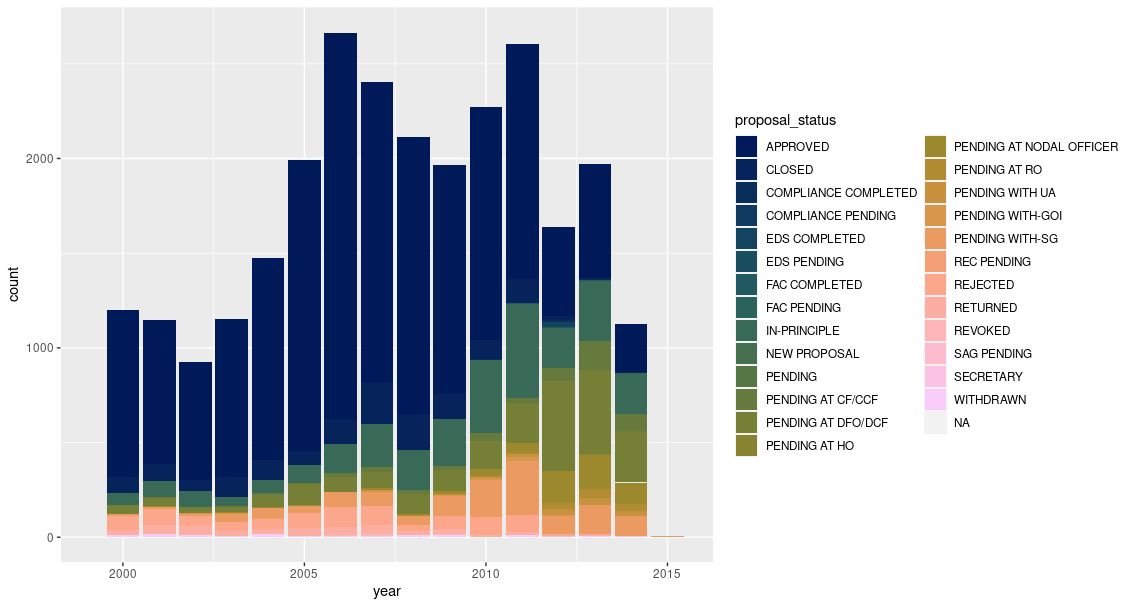 count
2000
1000
0
2000
2005
2010
2015
year
proposal_status
APPROVED
CLOSED
COMPLIANCE COMPLETED
COMPLIANCE PENDING
EDS COMPLETED
EDS PENDING
FAC COMPLETED
FAC PENDING
IN-PRINCIPLE
NEW PROPOSAL
PENDING
PENDING AT CF/CCF
PENDING AT DFO/DCF
PENDING AT HO
PENDING AT NODAL OFFICER
PENDING AT RO
PENDING WITH UA
PENDING WITH-GOI
PENDING WITH-SG
REC PENDING
REJECTED
RETURNED
REVOKED
SAG PENDING
SECRETARY
WITHDRAWN
NA